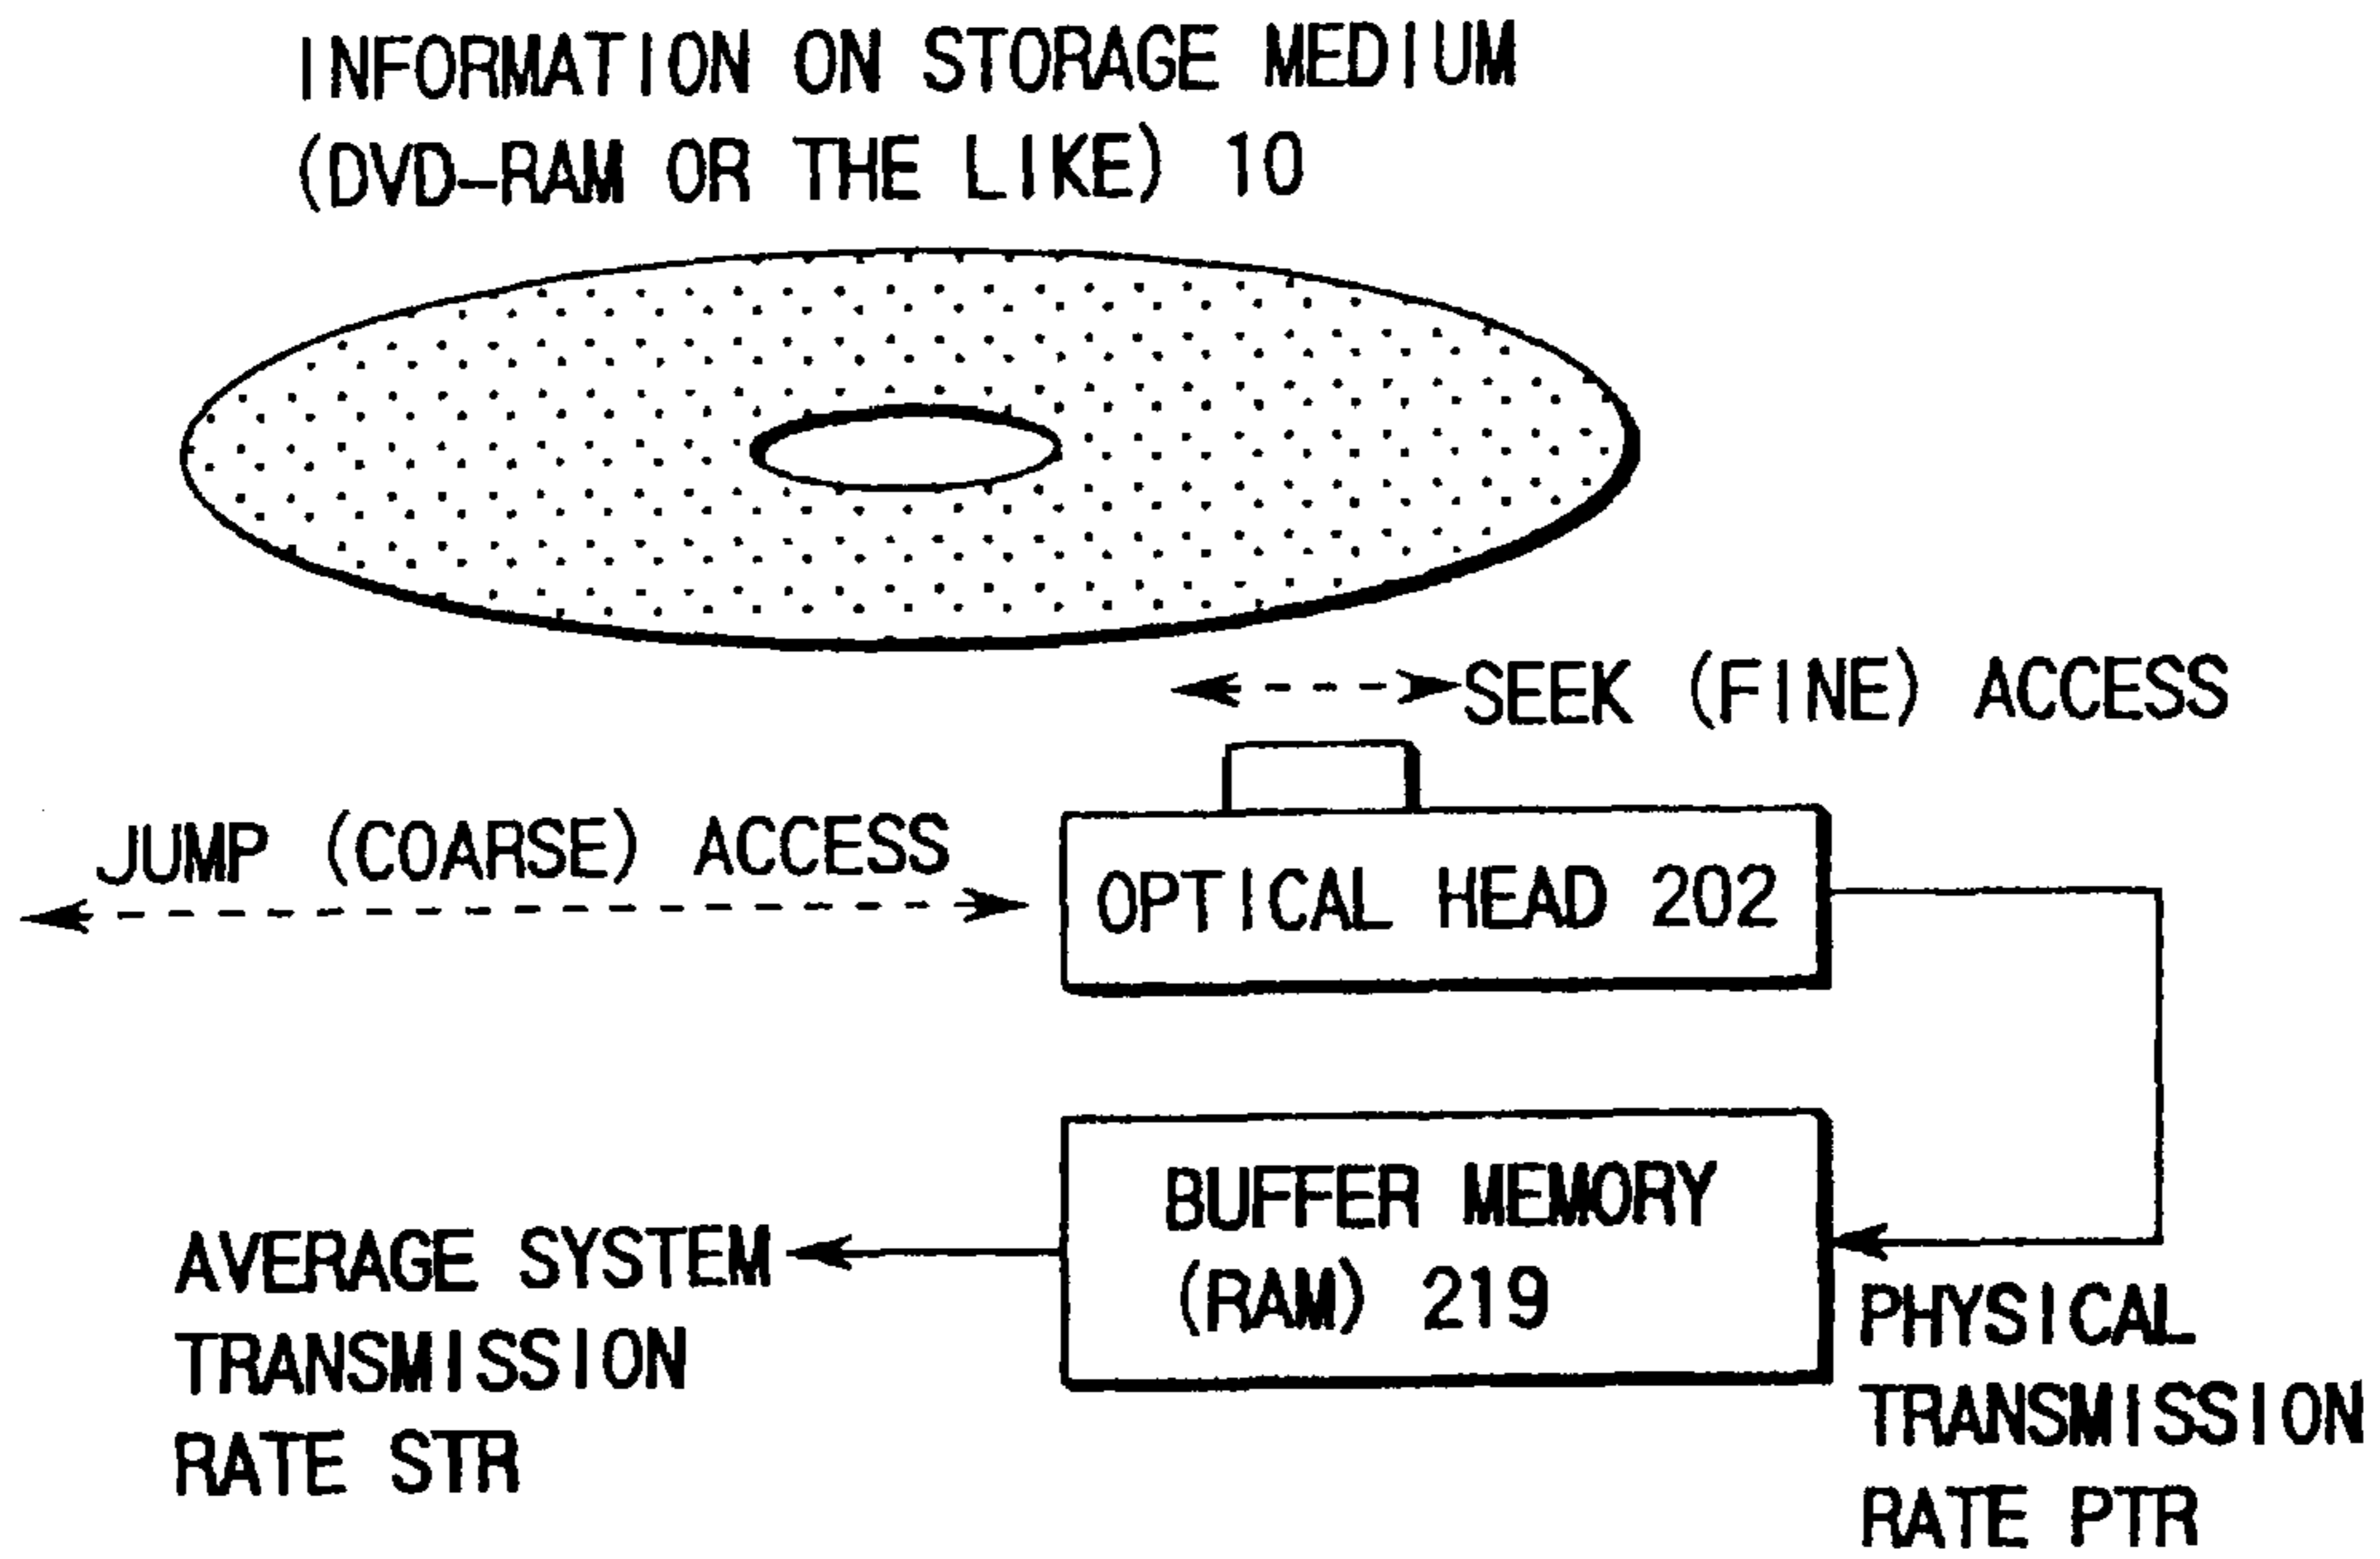 INFORMATION ON STORAGE MEDIUM
(DVD-RAM OR THE LIKE) 10
SEEK (FINE) ACCESS
JUMP (COARSE) ACCESS
OPTICAL HEAD 202
BUFFER MEMORY
(RAM) 219
AVERAGE SYSTEM
TRANSMISSION
RATE STR
PHYSICAL
TRANSMISSION
RATE PTR